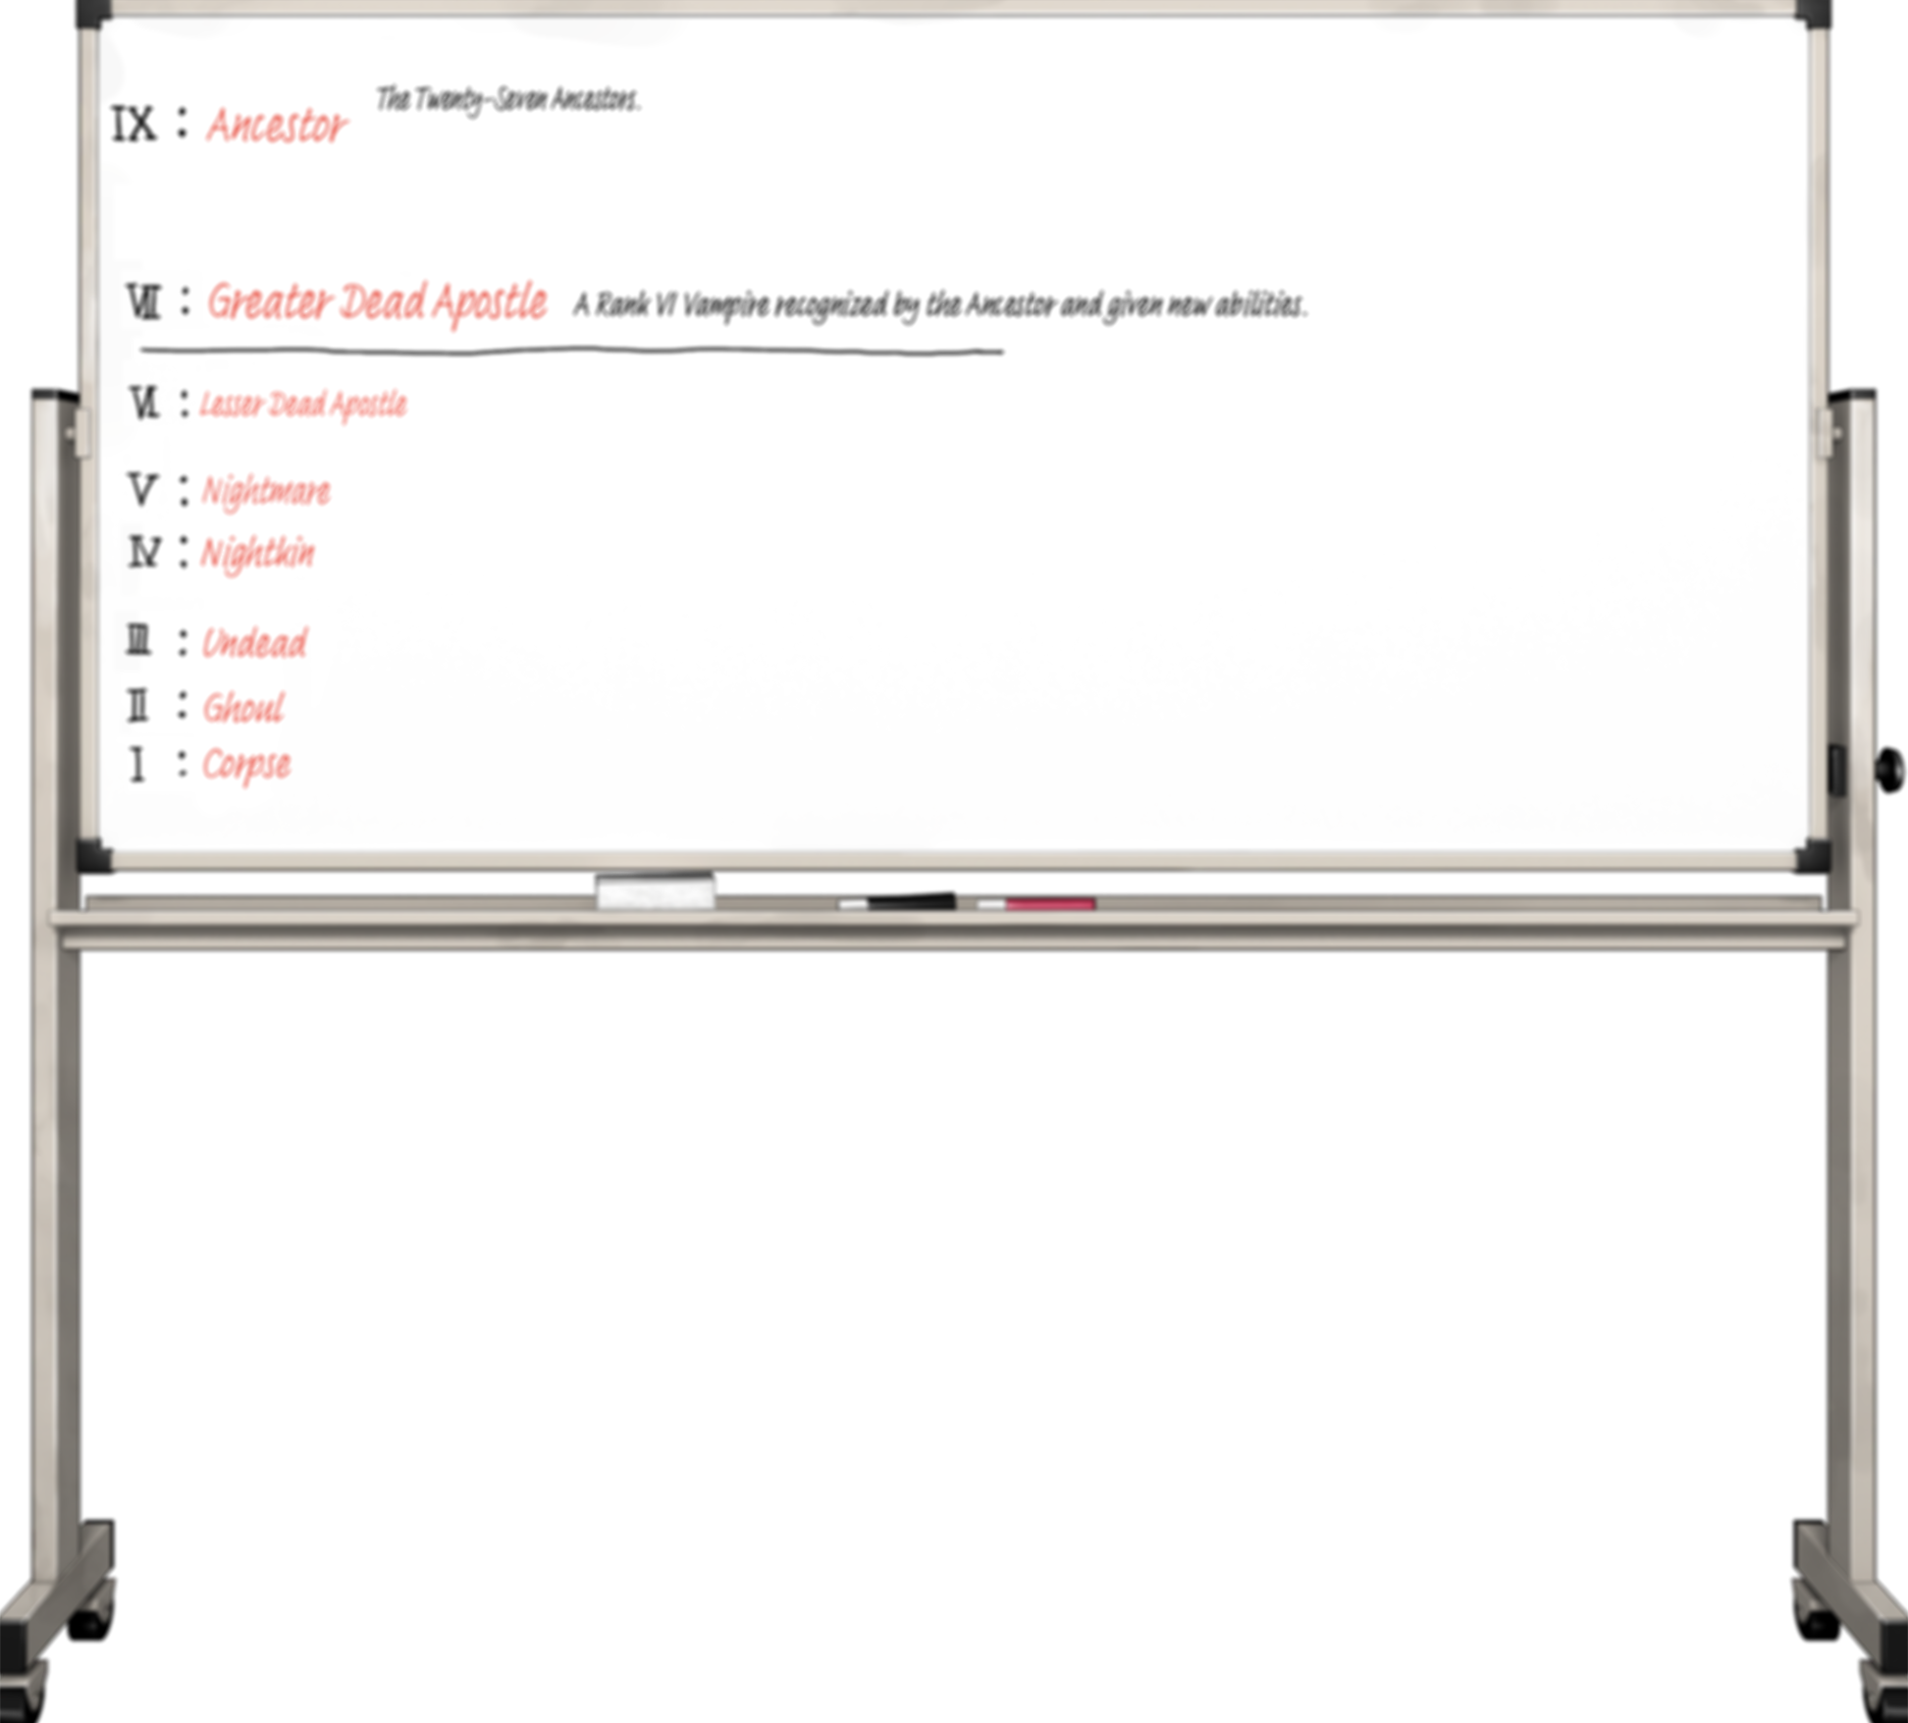 IX : Ancestor The Twenty-Seven Ancestors.
VII : Greater Dead Apostle A Rank VI Vampire recognized by the Ancestor and given new abilities.
VI : Lesser Dead Apostle
V : Nightmare
IV : Nightkin
III : Undead
II : Ghoul
I : Corpse